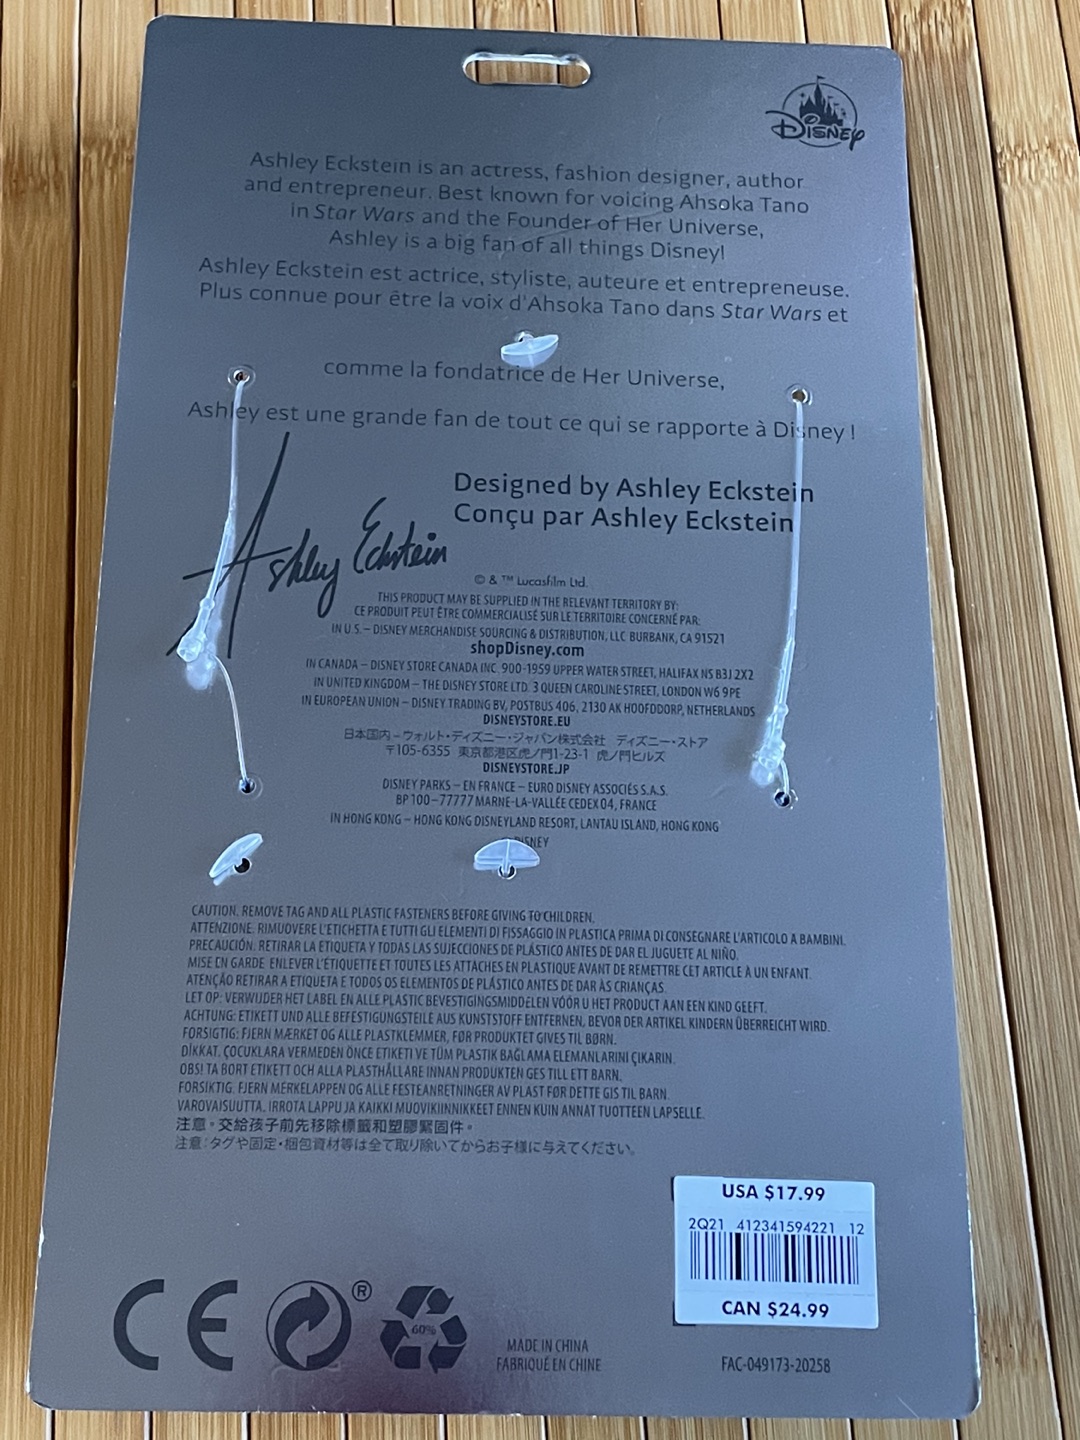 Disney
Ashley Eckstein is an actress, fashion designer, author
and entrepreneur. Best known for voicing Ahsoka Tano
in Star Wars and the Founder of Her Universe,
Ashley is a big fan of all things Disney!
Ashley Eckstein est actrice, styliste, auteure et entrepreneuse.
Plus connue pour être la voix d'Ahsoka Tano dans Star Wars et
comme la fondatrice de Her Universe,
Ashley est une grande fan de tout ce qui se rapporte à Disney !
Designed by Ashley Eckstein
Conçu par Ashley Eckstein
Ashley Eckstein
© & ™ Lucasfilm Ltd.
THIS PRODUCT MAY BE SUPPLIED IN THE RELEVANT TERRITORY BY:
CE PRODUIT PEUT ÊTRE COMMERCIALISÉ SUR LE TERRITOIRE CONCERNÉ PAR:
IN U.S. – DISNEY MERCHANDISE SOURCING & DISTRIBUTION, LLC BURBANK, CA 91521
shopDisney.com
IN CANADA – DISNEY STORE CANADA INC. 900-1959 UPPER WATER STREET, HALIFAX NS B3J 2X2
IN UNITED KINGDOM – THE DISNEY STORE LTD. 3 QUEEN CAROLINE STREET, LONDON W6 9PE
IN EUROPEAN UNION – DISNEY TRADING BV, POSTBUS 406, 2130 AK HOOFDDORP, NETHERLANDS
DISNEYSTORE.EU
日本国内－ウォルト・ディズニー・ジャパン株式会社 ディズニー・ストア
〒105-6355 東京都港区虎ノ門1-23-1 虎ノ門ヒルズ
DISNEYSTORE.JP
DISNEY PARKS – EN FRANCE – EURO DISNEY ASSOCIÉS S.A.S.
BP 100–77777 MARNE-LA-VALLÉE CEDEX 04, FRANCE
IN HONG KONG – HONG KONG DISNEYLAND RESORT, LANTAU ISLAND, HONG KONG
CAUTION. REMOVE TAG AND ALL PLASTIC FASTENERS BEFORE GIVING TO CHILDREN.
ATTENZIONE. RIMUOVERE L'ETICHETTA E TUTTI GLI ELEMENTI DI FISSAGGIO IN PLASTICA PRIMA DI CONSEGNARE L'ARTICOLO A BAMBINI.
PRECAUCIÓN. RETIRAR LA ETIQUETA Y TODAS LAS SUJECCIONES DE PLÁSTICO ANTES DE DAR EL JUGUETE AL NIÑO.
MISE EN GARDE. ENLEVER L'ÉTIQUETTE ET TOUTES LES ATTACHES EN PLASTIQUE AVANT DE REMETTRE CET ARTICLE À UN ENFANT.
ATENÇÃO RETIRAR A ETIQUETA E TODOS OS ELEMENTOS DE PLÁSTICO ANTES DE DAR ÀS CRIANÇAS.
LET OP: VERWIJDER HET LABEL EN ALLE PLASTIC BEVESTIGINGSMIDDELEN VÓÓR U HET PRODUCT AAN EEN KIND GEEFT.
ACHTUNG: ETIKETT UND ALLE BEFESTIGUNGSTEILE AUS KUNSTSTOFF ENTFERNEN, BEVOR DER ARTIKEL KINDERN ÜBERREICHT WIRD.
FORSIGTIG: FJERN MÆRKET OG ALLE PLASTKLEMMER, FØR PRODUKTET GIVES TIL BØRN.
DİKKAT. ÇOCUKLARA VERMEDEN ÖNCE ETİKETİ VE TÜM PLASTİK BAĞLAMA ELEMANLARINI ÇIKARIN.
OBS! TA BORT ETIKETT OCH ALLA PLASTHÅLLARE INNAN PRODUKTEN GES TILL ETT BARN.
FORSIKTIG. FJERN MERKELAPPEN OG ALLE FESTEANRETNINGER AV PLAST FØR DETTE GIS TIL BARN.
VAROVAISUUTTA. IRROTA LAPPU JA KAIKKI MUOVIKIINNIKKEET ENNEN KUIN ANNAT TUOTTEEN LAPSELLE.
注意。交給孩子前先移除標籤和塑膠緊固件。
注意：タグや固定・梱包資材等は全て取り除いてからお子様に与えてください。
USA $17.99
2Q21 412341594221 12
CAN $24.99
CE
®
60%
MADE IN CHINA
FABRIQUÉ EN CHINE
FAC-049173-20258